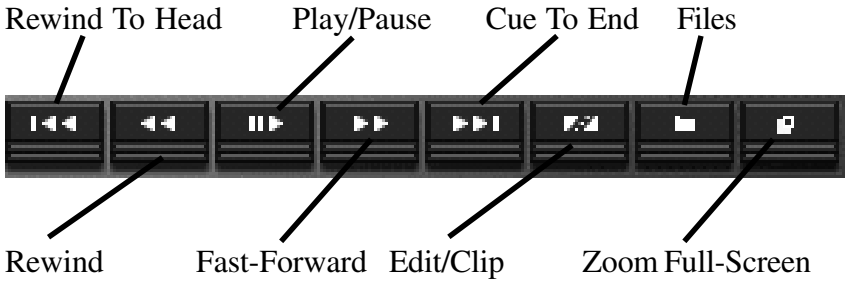 Rewind To Head Play/Pause Cue To End Files
Rewind Fast-Forward Edit/Clip Zoom Full-Screen